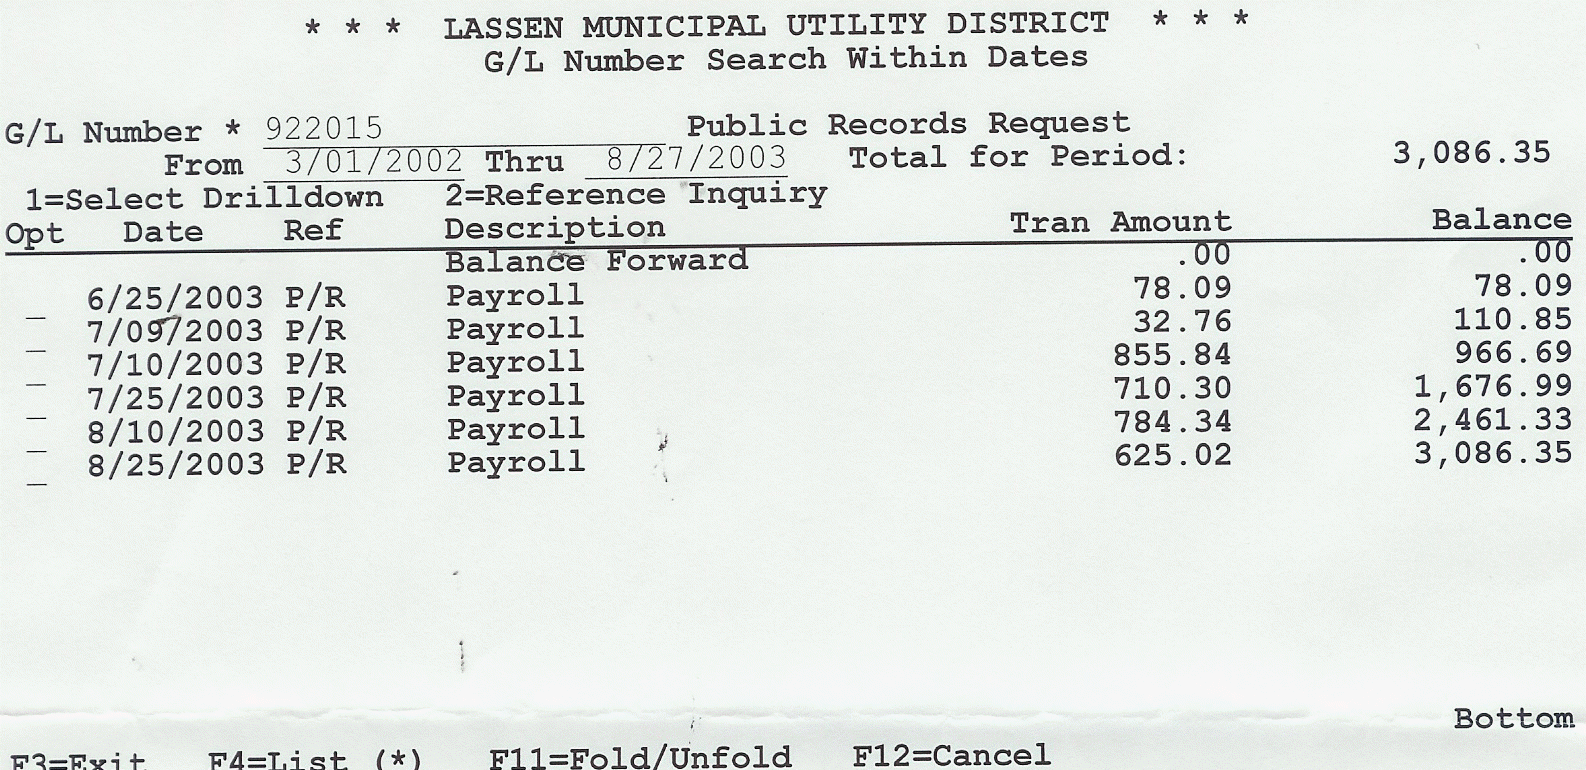 * * * LASSEN MUNICIPAL UTILITY DISTRICT * * *
G/L Number Search Within Dates
G/L Number * 922015 Public Records Request
From 3/01/2002 Thru 8/27/2003 Total for Period: 3,086.35
1=Select Drilldown 2=Reference Inquiry
Opt Date Ref Description Tran Amount Balance
Balance Forward .00 .00
_ 6/25/2003 P/R Payroll 78.09 78.09
_ 7/09/2003 P/R Payroll 32.76 110.85
_ 7/10/2003 P/R Payroll 855.84 966.69
_ 7/25/2003 P/R Payroll 710.30 1,676.99
_ 8/10/2003 P/R Payroll 784.34 2,461.33
_ 8/25/2003 P/R Payroll 625.02 3,086.35
Bottom
F3=Exit F4=List (*) F11=Fold/Unfold F12=Cancel